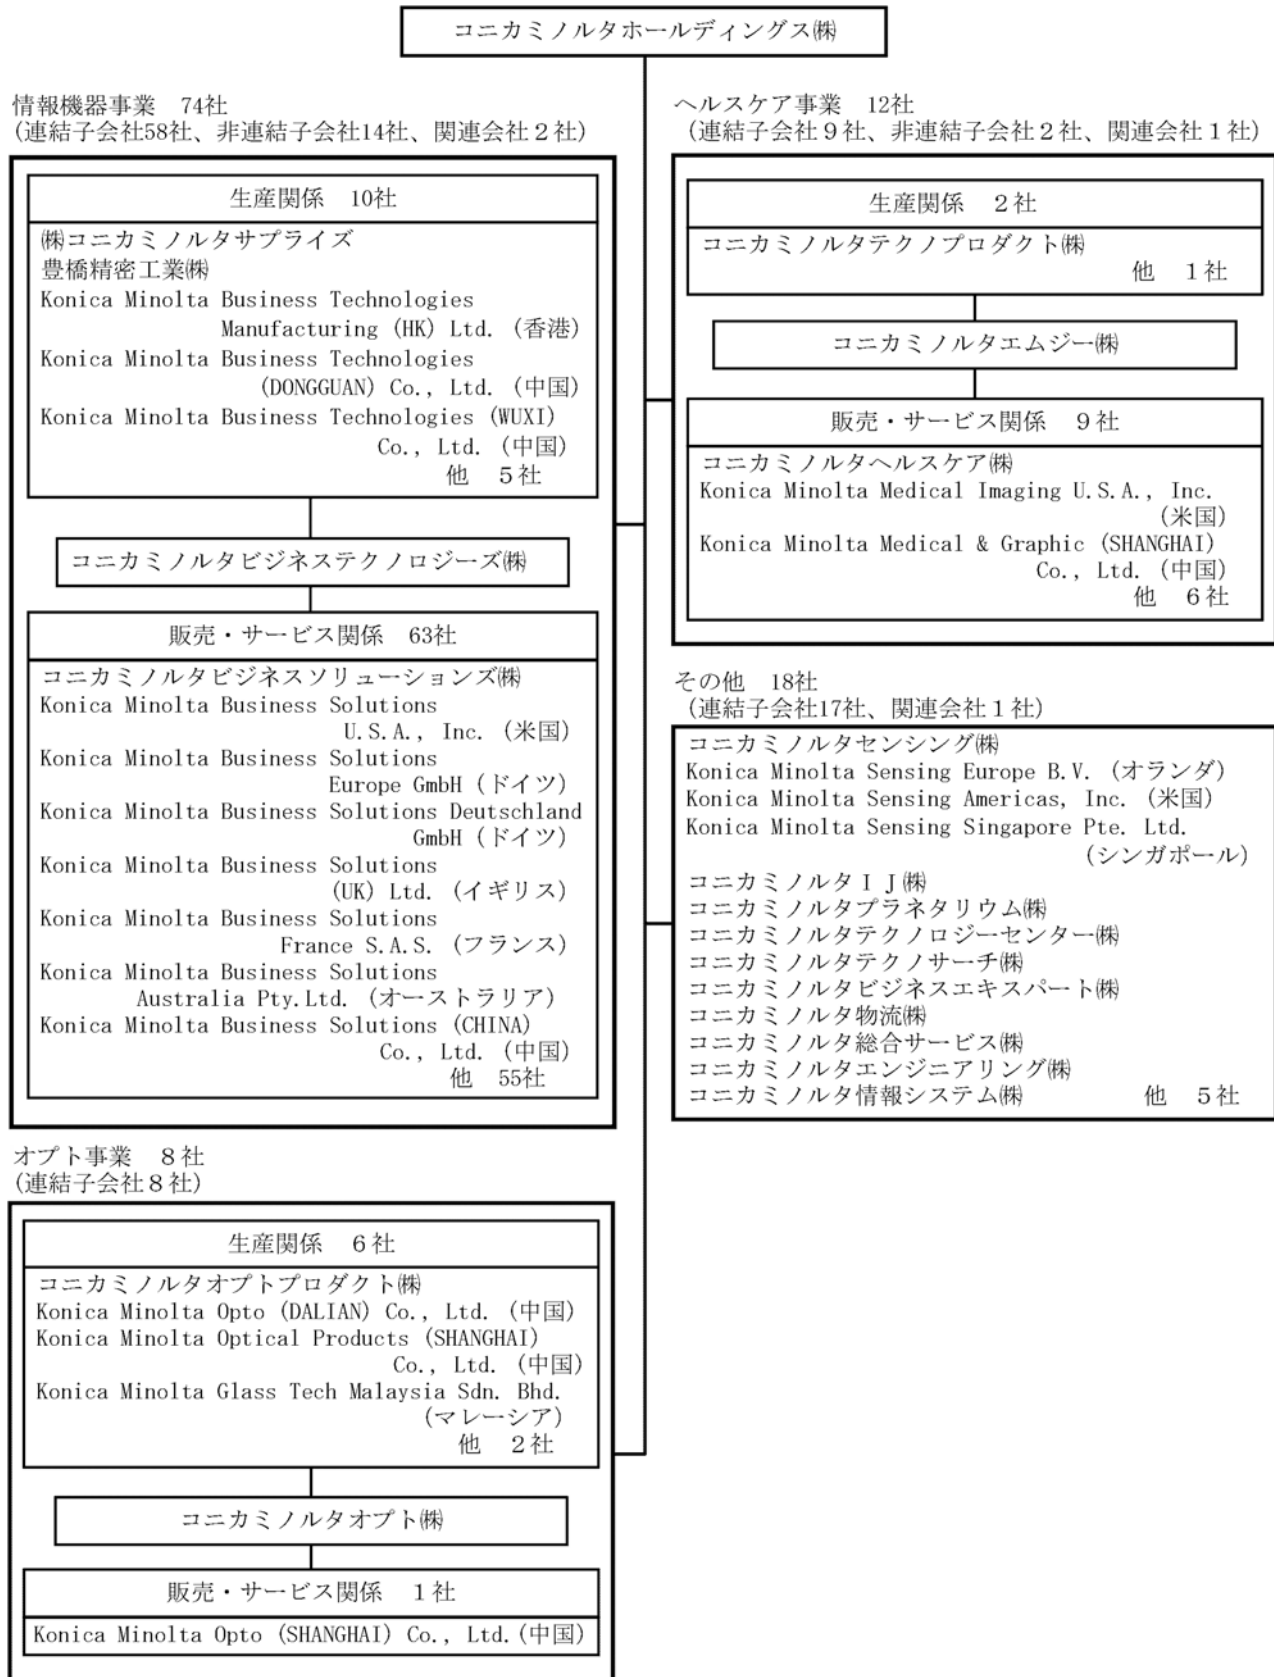 コニカミノルタホールディングス㈱
情報機器事業　74社
(連結子会社58社、非連結子会社14社、関連会社２社)
生産関係　10社
㈱コニカミノルタサプライズ
豊橋精密工業㈱
Konica Minolta Business Technologies
Manufacturing (HK) Ltd. (香港)
Konica Minolta Business Technologies
(DONGGUAN) Co., Ltd. (中国)
Konica Minolta Business Technologies (WUXI)
Co., Ltd. (中国)
他　５社
コニカミノルタビジネステクノロジーズ㈱
販売・サービス関係　63社
コニカミノルタビジネスソリューションズ㈱
Konica Minolta Business Solutions
U.S.A., Inc. (米国)
Konica Minolta Business Solutions
Europe GmbH (ドイツ)
Konica Minolta Business Solutions Deutschland
GmbH (ドイツ)
Konica Minolta Business Solutions
(UK) Ltd. (イギリス)
Konica Minolta Business Solutions
France S.A.S. (フランス)
Konica Minolta Business Solutions
Australia Pty.Ltd. (オーストラリア)
Konica Minolta Business Solutions (CHINA)
Co., Ltd. (中国)
他　55社
オプト事業　８社
(連結子会社８社)
生産関係　６社
コニカミノルタオプトプロダクト㈱
Konica Minolta Opto (DALIAN) Co., Ltd. (中国)
Konica Minolta Optical Products (SHANGHAI)
Co., Ltd. (中国)
Konica Minolta Glass Tech Malaysia Sdn. Bhd.
(マレーシア)
他　２社
コニカミノルタオプト㈱
販売・サービス関係　１社
Konica Minolta Opto (SHANGHAI) Co., Ltd.(中国)
ヘルスケア事業　12社
(連結子会社９社、非連結子会社２社、関連会社１社)
生産関係　２社
コニカミノルタテクノプロダクト㈱
他　１社
コニカミノルタエムジー㈱
販売・サービス関係　９社
コニカミノルタヘルスケア㈱
Konica Minolta Medical Imaging U.S.A., Inc.
(米国)
Konica Minolta Medical & Graphic (SHANGHAI)
Co., Ltd. (中国)
他　６社
その他　18社
(連結子会社17社、関連会社１社)
コニカミノルタセンシング㈱
Konica Minolta Sensing Europe B.V. (オランダ)
Konica Minolta Sensing Americas, Inc. (米国)
Konica Minolta Sensing Singapore Pte. Ltd.
(シンガポール)
コニカミノルタＩＪ㈱
コニカミノルタプラネタリウム㈱
コニカミノルタテクノロジーセンター㈱
コニカミノルタテクノサーチ㈱
コニカミノルタビジネスエキスパート㈱
コニカミノルタ物流㈱
コニカミノルタ総合サービス㈱
コニカミノルタエンジニアリング㈱
コニカミノルタ情報システム㈱　　　他　５社